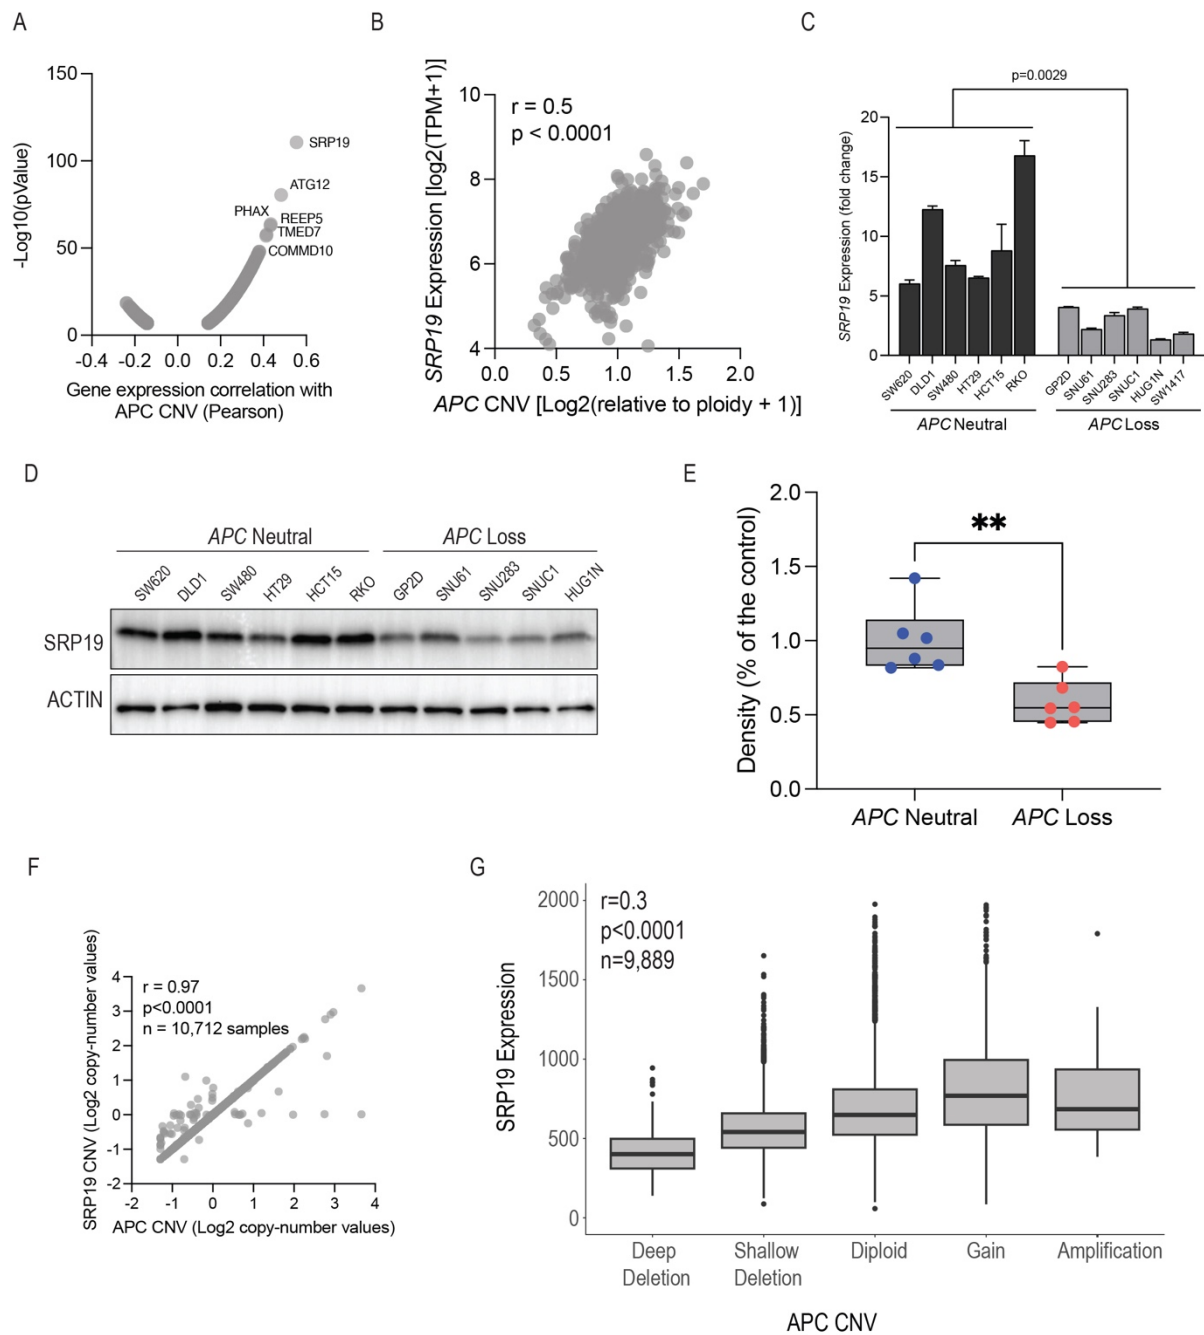 A
150
100
50
0
-0.4
-0.2
0.0
0.2
0.4
0.6
-Log10(pValue)
SRP19
ATG12
PHAX
REEP5
TMED7
COMMD10
Gene expression correlation with
APC CNV (Pearson)
B
10
8
6
4
0.0
0.5
1.0
1.5
2.0
r = 0.5
p < 0.0001
SRP19 Expression [log2(TPM+1)]
APC CNV [Log2(relative to ploidy + 1)]
C
p=0.0029
20
15
10
5
0
SRP19 Expression (fold change)
SW620
DLD1
SW480
HT29
HCT15
RKO
GP2D
SNU61
SNU283
SNUC1
HUG1N
SW1417
APC Neutral
APC Loss
D
APC Neutral
APC Loss
SW620
DLD1
SW480
HT29
HCT15
RKO
GP2D
SNU61
SNU283
SNUC1
HUG1N
SRP19
ACTIN
E
2.0
1.5
1.0
0.5
0.0
Density (% of the control)
**
APC Neutral
APC Loss
F
4
3
2
1
0
-1
-2
-2
-1
0
1
2
3
4
r = 0.97
p<0.0001
n = 10,712 samples
SRP19 CNV (Log2 copy-number values)
APC CNV (Log2 copy-number values)
G
2000
1500
1000
500
0
r=0.3
p<0.0001
n=9,889
SRP19 Expression
Deep
Deletion
Shallow
Deletion
Diploid
Gain
Amplification
APC CNV